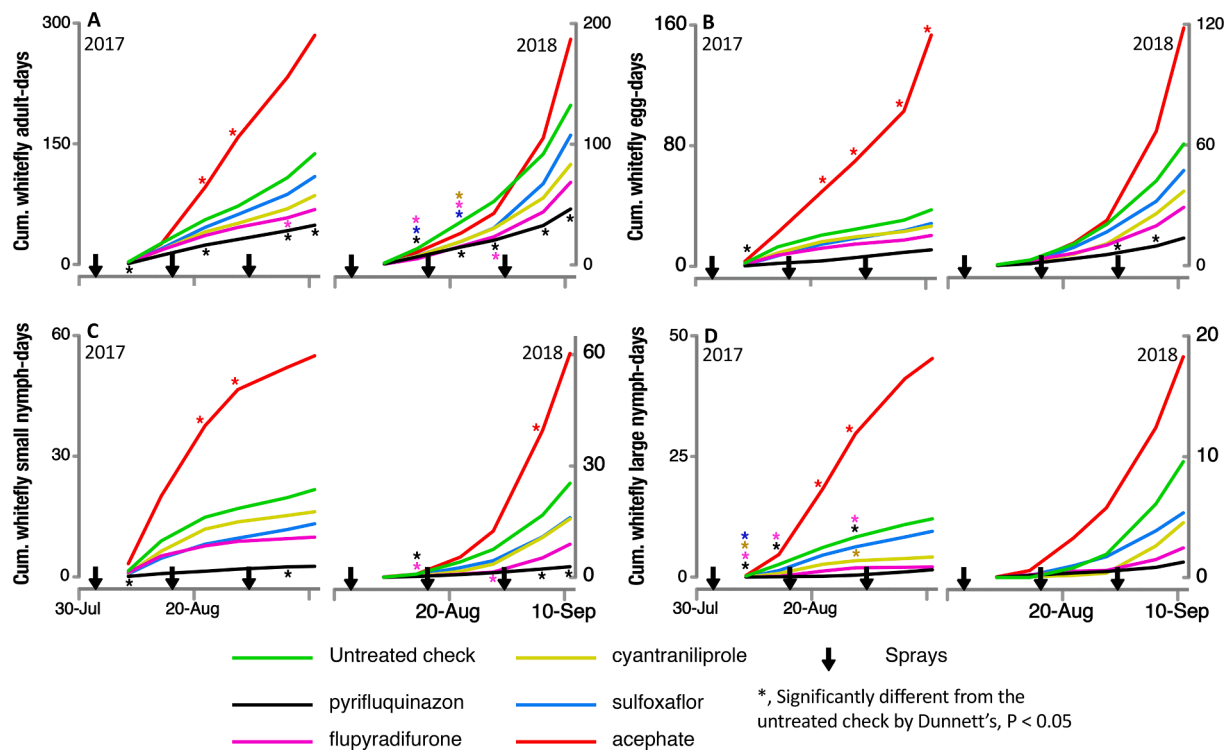 A
B
2017
2018
300
150
0
200
100
0
Cum. whitefly adult-days
* * * * * * * * * * * * * * * * * *
160
80
0
120
60
0
Cum. whitefly egg-days
* * * * * * *
C
D
2017
2018
2017
2018
60
30
0
60
30
0
Cum. whitefly small nymph-days
* * * * * * * * * *
50
25
0
20
10
0
Cum. whitefly large nymph-days
* * * * * * * * * * *
30-Jul
20-Aug
20-Aug
10-Sep
30-Jul
20-Aug
20-Aug
10-Sep
Untreated check
cyantraniliprole
Sprays
pyrifluquinazon
sulfoxaflor
*, Significantly different from the
untreated check by Dunnett's, P < 0.05
flupyradifurone
acephate